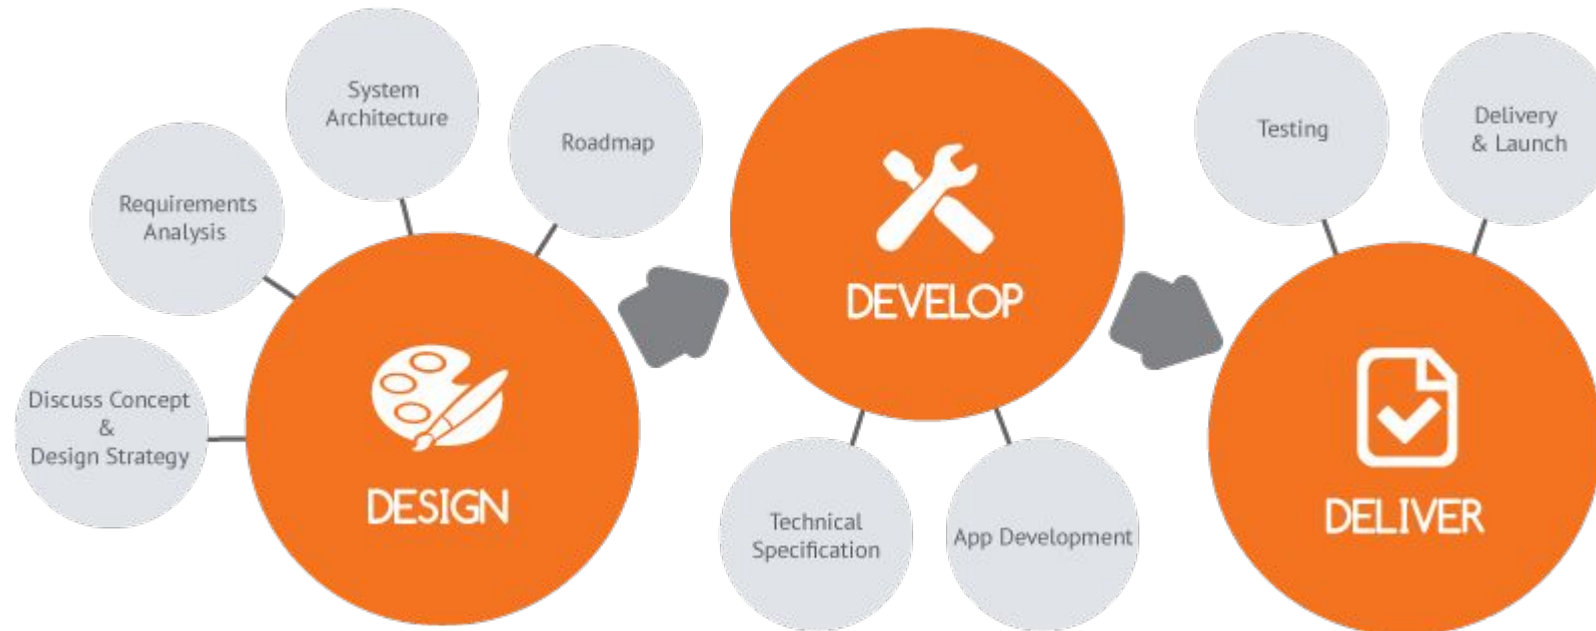 Discuss Concept
&
Design Strategy
Requirements
Analysis
System
Architecture
Roadmap
DESIGN
DEVELOP
Technical
Specification
App Development
Testing
Delivery
& Launch
DELIVER